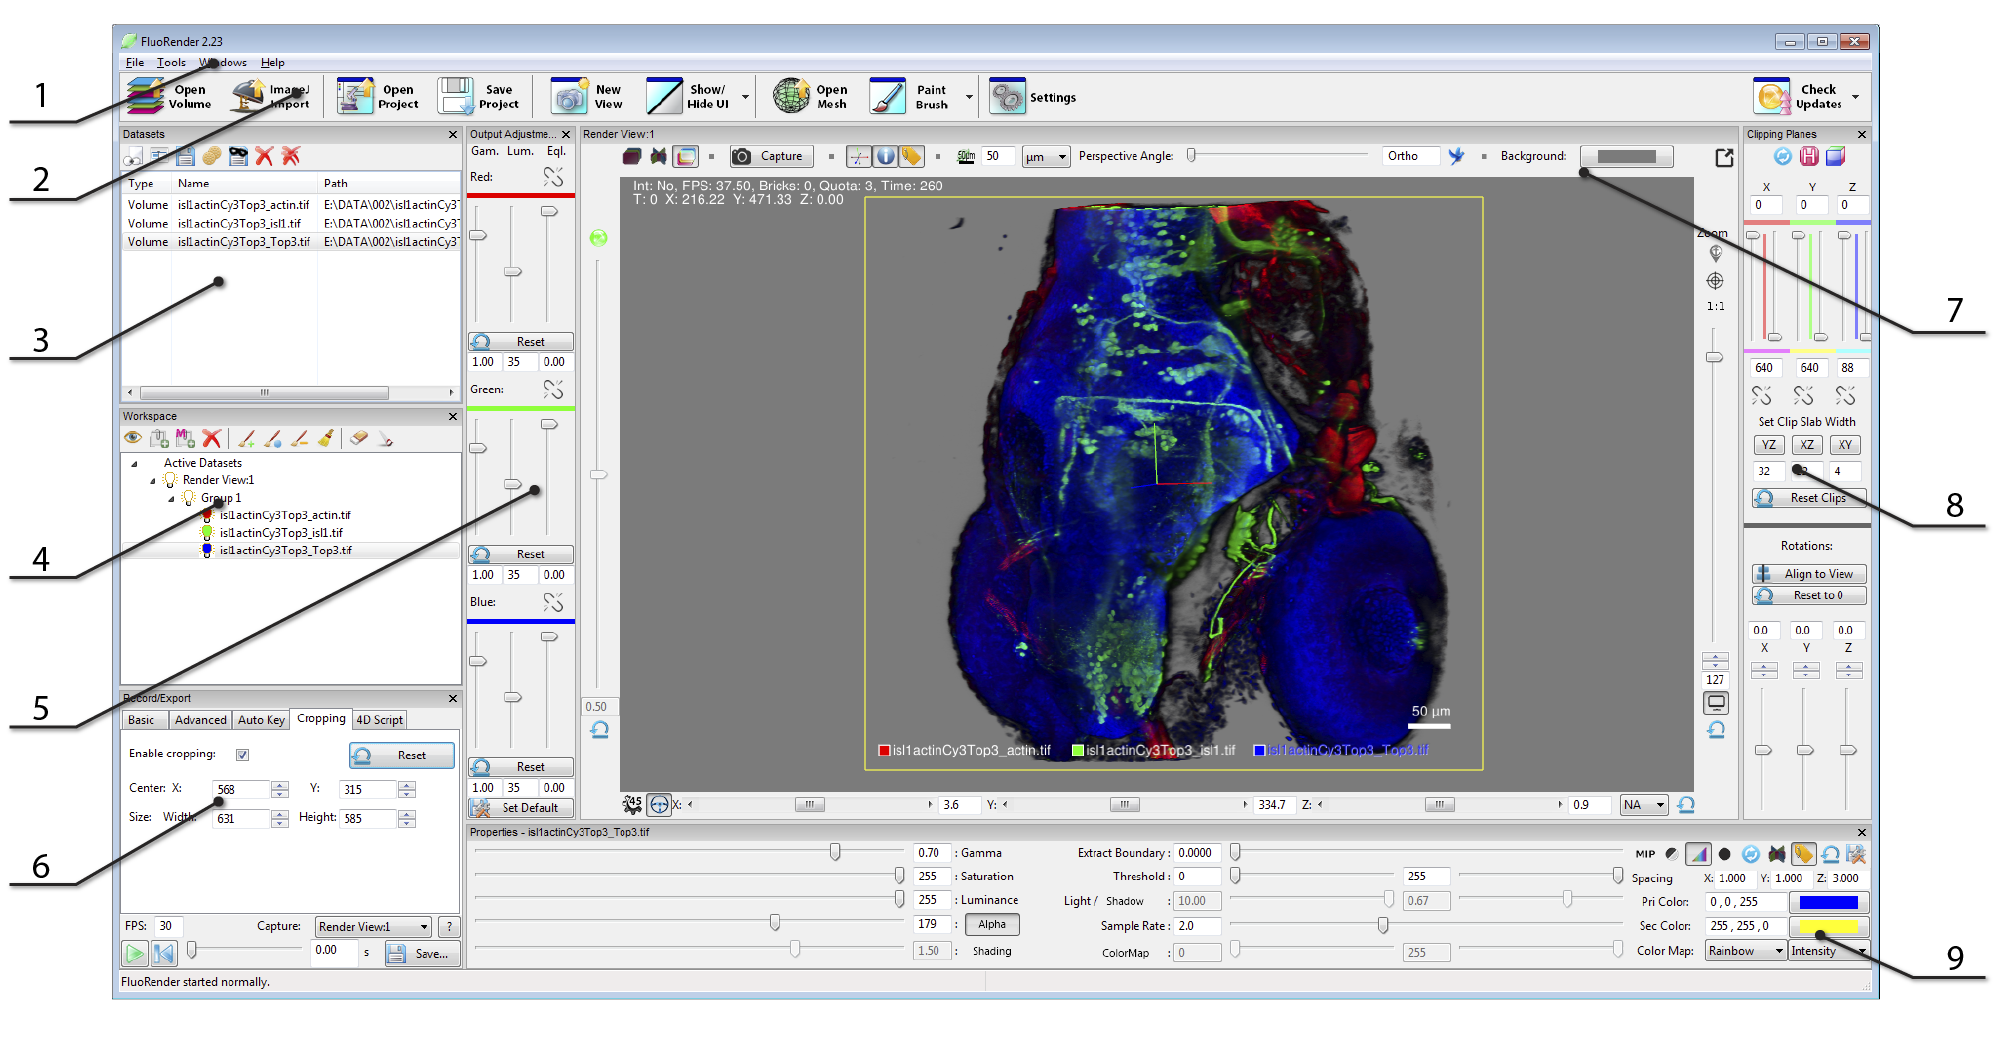 FluoRender 2.23
File Tools Windows Help
Open Volume
ImageJ Import
Open Project
Save Project
New View
Show/ Hide UI
Open Mesh
Paint Brush
Settings
Check Updates
1
2
3
4
5
6
7
8
9
Datasets
Type Name Path
Volume isl1actinCy3Top3_actin.tif E:\DATA\002\isl1actinCy3
Volume isl1actinCy3Top3_isl1.tif E:\DATA\002\isl1actinCy3
Volume isl1actinCy3Top3_Top3.tif E:\DATA\002\isl1actinCy3
Workspace
Active Datasets
Render View:1
Group 1
isl1actinCy3Top3_actin.tif
isl1actinCy3Top3_isl1.tif
isl1actinCy3Top3_Top3.tif
Record/Export
Basic Advanced Auto Key Cropping 4D Script
Enable cropping: Reset
Center: X: 568 Y: 315
Size: Width: 631 Height: 585
FPS: 30 Capture: Render View:1 ?
0.00 s Save...
FluoRender started normally.
Output Adjustme...
Gam. Lum. Eql.
Red:
Reset
1.00 35 0.00
Green:
Reset
1.00 35 0.00
Blue:
Reset
1.00 35 0.00
Set Default
Render View:1
Capture 50µm 50 µm Perspective Angle: Ortho Background:
Int: No, FPS: 37.50, Bricks: 0, Quota: 3, Time: 260
T: 0 X: 216.22 Y: 471.33 Z: 0.00
0.50
50 µm
isl1actinCy3Top3_actin.tif isl1actinCy3Top3_isl1.tif isl1actinCy3Top3_Top3.tif
Zoom
1:1
127
45 X: 3.6 Y: 334.7 Z: 0.9 NA
Clipping Planes
X Y Z
0 0 0
640 640 88
Set Clip Slab Width
YZ XZ XY
32 4
Reset Clips
Rotations:
Align to View
Reset to 0
0.0 0.0 0.0
X Y Z
Properties - isl1actinCy3Top3_Top3.tif
0.70 : Gamma Extract Boundary : 0.0000 MIP
255 : Saturation Threshold : 0 255 Spacing X: 1.000 Y: 1.000 Z: 3.000
255 : Luminance Light / Shadow : 10.00 0.67 Pri Color: 0 , 0 , 255
179 : Alpha Sample Rate : 2.0 Sec Color: 255 , 255 , 0
1.50 : Shading ColorMap : 0 255 Color Map: Rainbow Intensity